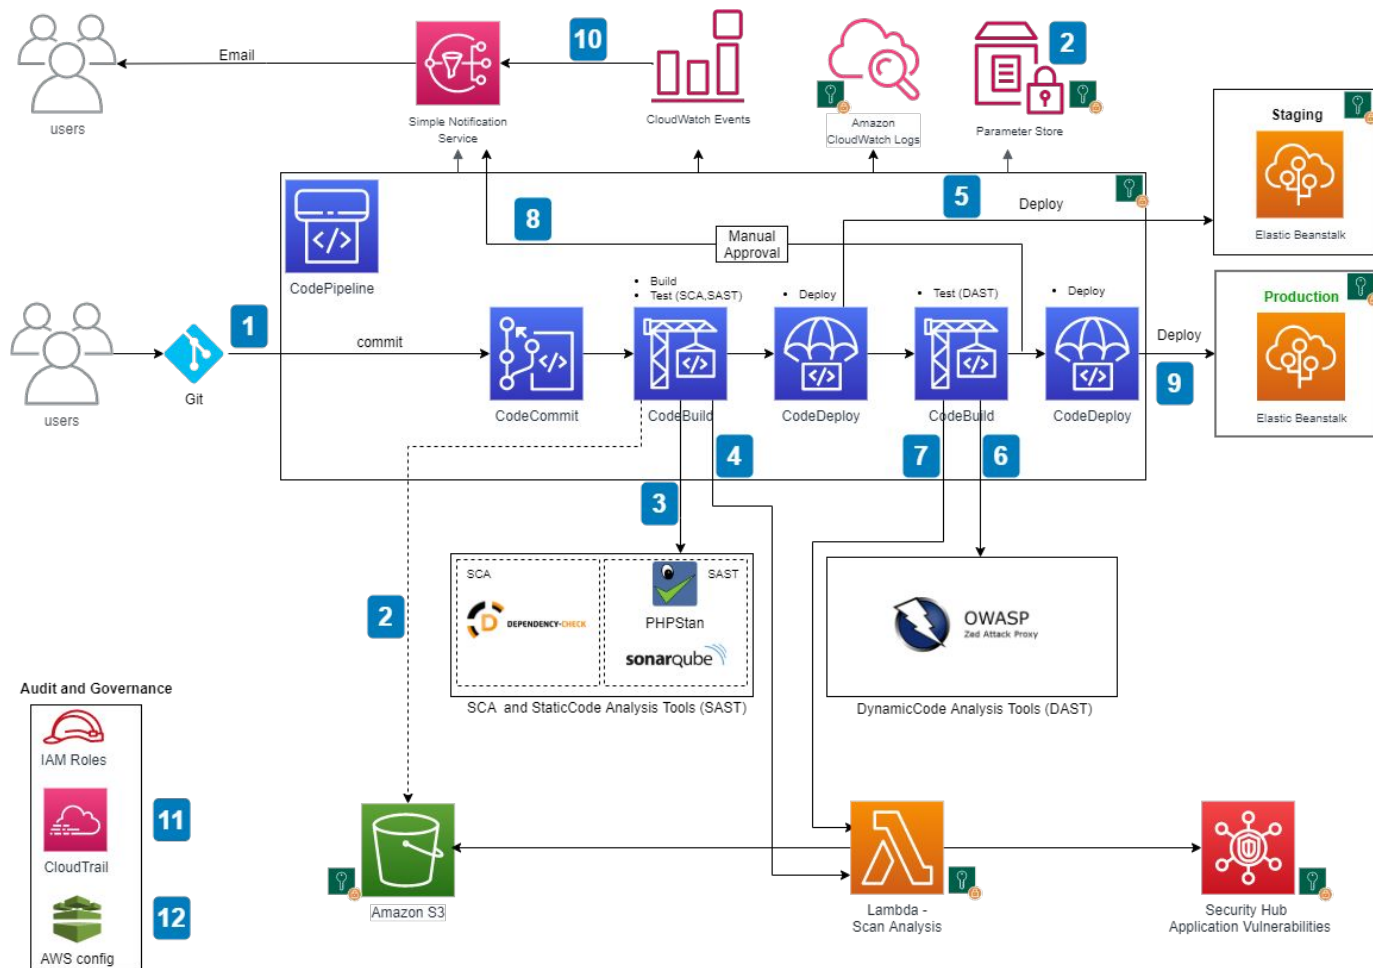 10
2
Email
users
Simple Notification
Service
CloudWatch Events
Amazon
CloudWatch Logs
Parameter Store
Staging
Elastic Beanstalk
5
Deploy
8
Manual
Approval
CodePipeline
• Build
• Test (SCA,SAST)
• Deploy
• Test (DAST)
• Deploy
Production
Elastic Beanstalk
1
commit
Git
users
CodeCommit
CodeBuild
CodeDeploy
CodeBuild
CodeDeploy
Deploy
9
4
7
6
3
2
SCA
DEPENDENCY-CHECK
SAST
PHPStan
sonarqube
SCA and StaticCode Analysis Tools (SAST)
OWASP
Zed Attack Proxy
DynamicCode Analysis Tools (DAST)
Audit and Governance
IAM Roles
CloudTrail
11
AWS config
12
Amazon S3
Lambda -
Scan Analysis
Security Hub
Application Vulnerabilities